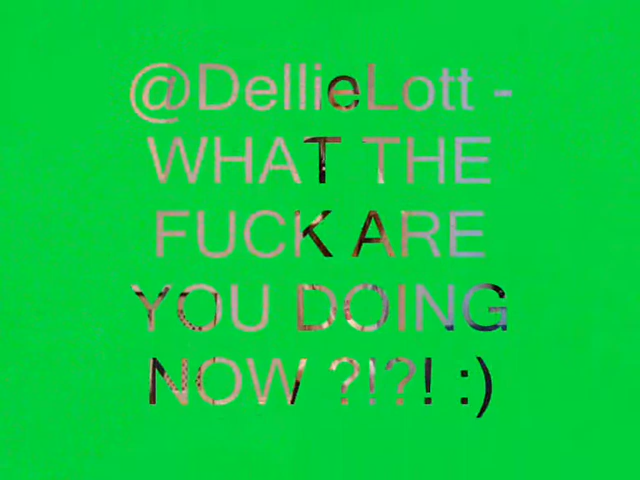 @DellieLott -
WHAT THE
FUCK ARE
YOU DOING
NOW ?!?! :)